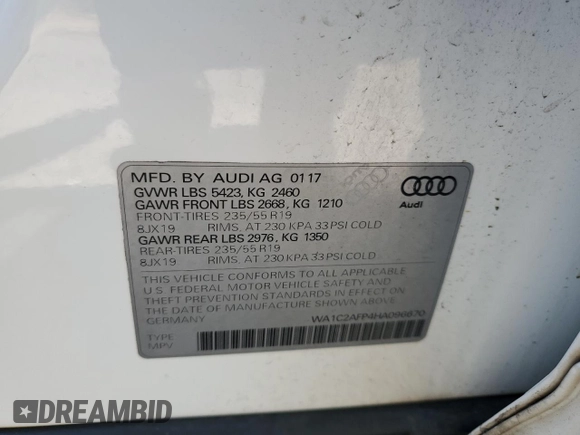 MFD. BY AUDI AG 01 17
GVWR LBS 5423, KG 2460
GAWR FRONT LBS 2668, KG 1210
FRONT-TIRES 235/55 R19
8JX19 RIMS, AT 230 KPA 33 PSI COLD
GAWR REAR LBS 2976, KG 1350
REAR-TIRES 235/55 R19
8JX19 RIMS, AT 230 KPA 33 PSI COLD
Audi
THIS VEHICLE CONFORMS TO ALL APPLICABLE
U.S. FEDERAL MOTOR VEHICLE SAFETY AND
THEFT PREVENTION STANDARDS IN EFFECT ON
THE DATE OF MANUFACTURE SHOWN ABOVE
GERMANY
WA1C2AFP4HA096670
TYPE
MPV
DREAMBID